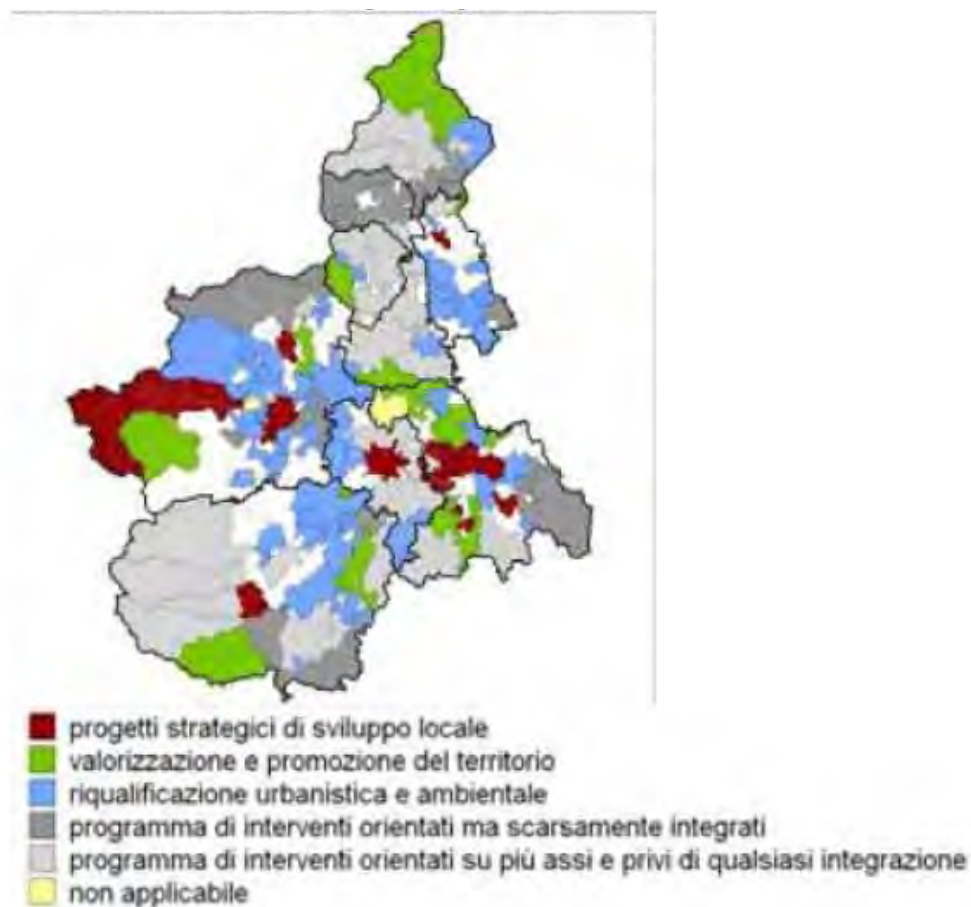 progetti strategici di sviluppo locale
valorizzazione e promozione del territorio
riqualificazione urbanistica e ambientale
programma di interventi orientati ma scarsamente integrati
programma di interventi orientati su più assi e privi di qualsiasi integrazione
non applicabile